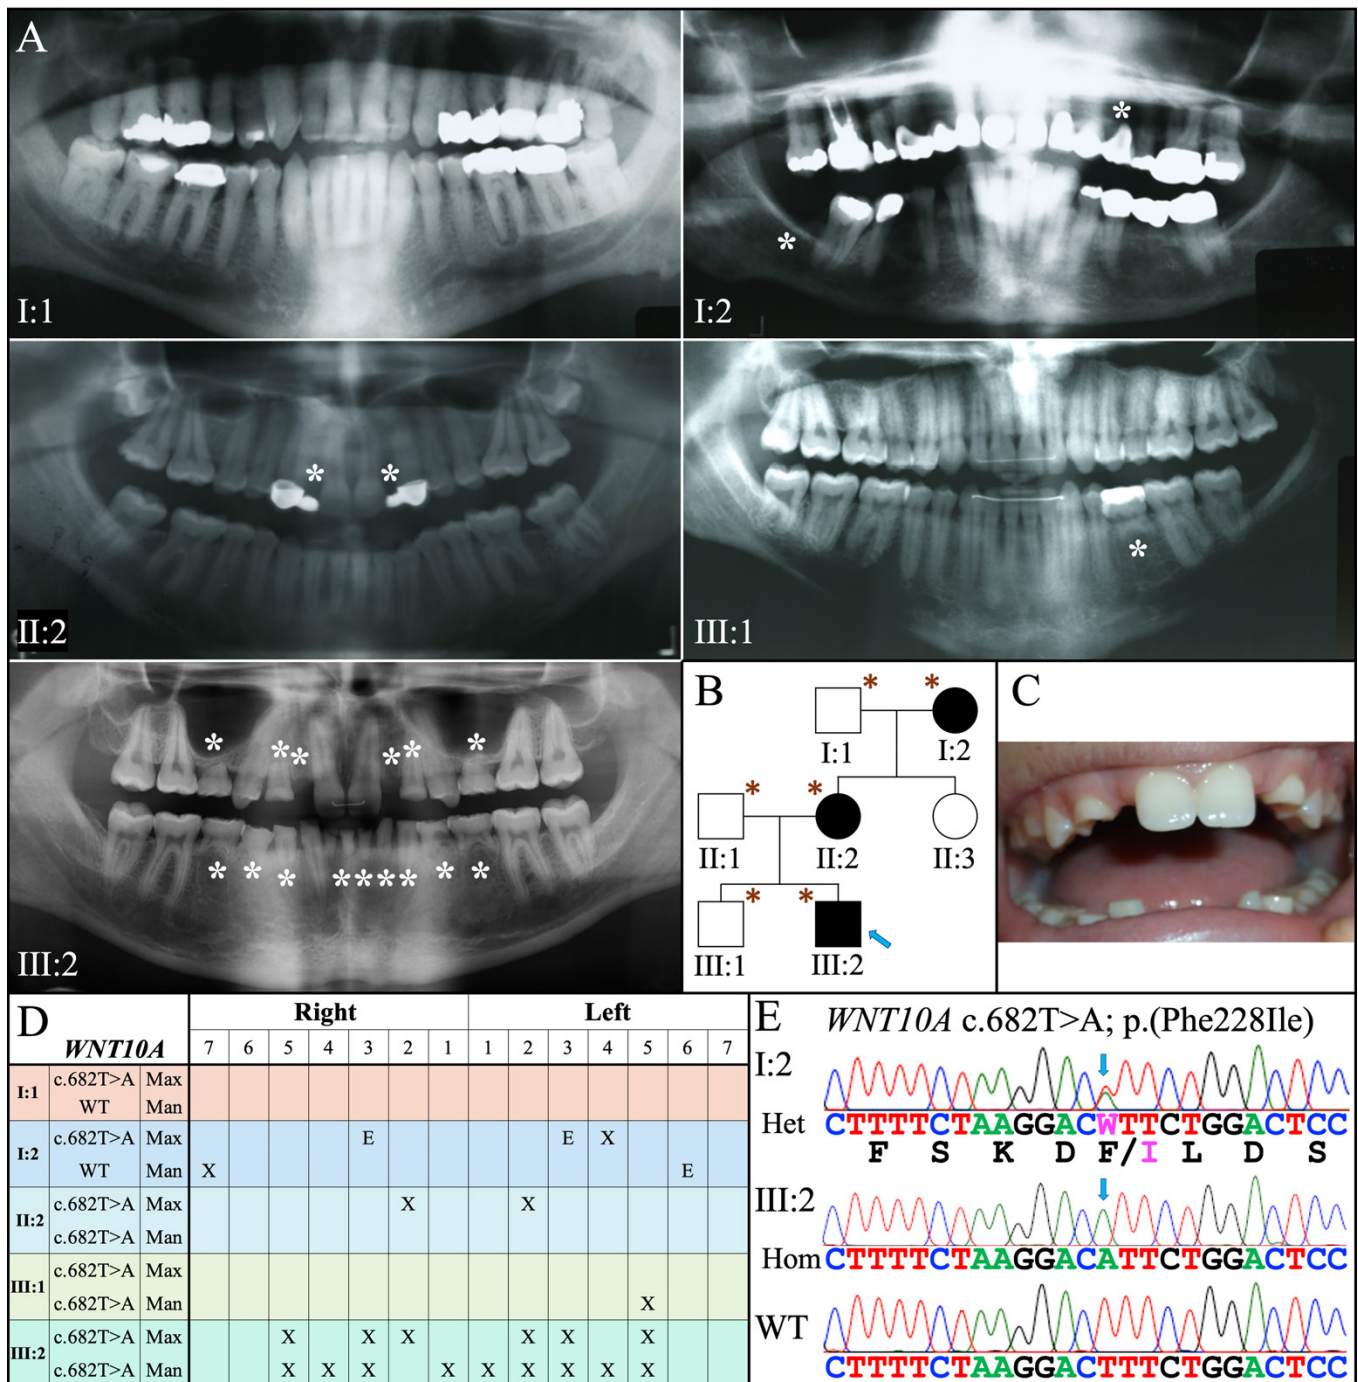 A
I:1
*
*
I:2
* *
II:2
*
III:1
* ** ** *
* * * **** * *
III:2
B
* *
I:1 I:2
* *
II:1 II:2 II:3
* *
III:1 III:2
C
D Right Left
WNT10A 7 6 5 4 3 2 1 1 2 3 4 5 6 7
I:1 c.682T>A Max
WT Man
I:2 c.682T>A Max E E X
WT Man X E
II:2 c.682T>A Max X X
c.682T>A Man
III:1 c.682T>A Max
c.682T>A Man X
III:2 c.682T>A Max X X X X X X
c.682T>A Man X X X X X X X X X
E WNT10A c.682T>A; p.(Phe228Ile)
I:2
Het CTTTTCTAAGGACWTTCTGGACTCC
F S K D F/I L D S
III:2
Hom CTTTTCTAAGGACATTCTGGACTCC
WT
CTTTTCTAAGGACTTTCTGGACTCC